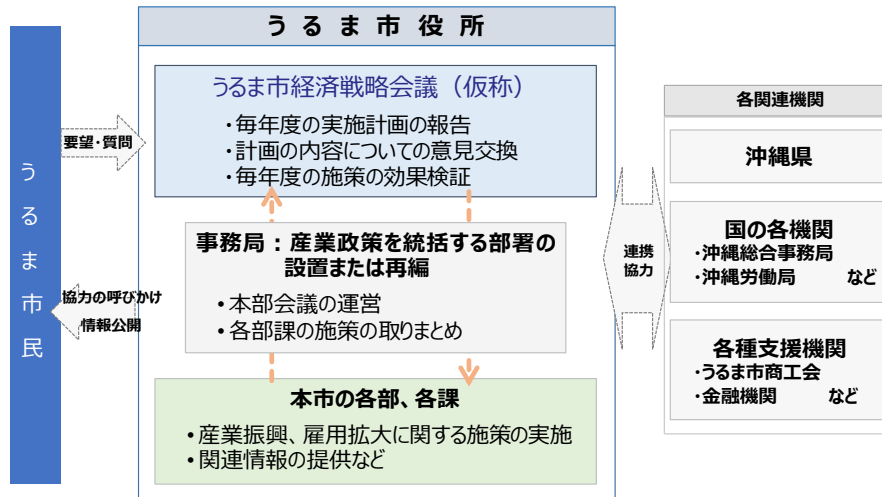 うるま市民
要望・質問
協力の呼びかけ
情報公開
うるま市役所
うるま市経済戦略会議（仮称）
・毎年度の実施計画の報告
・計画の内容についての意見交換
・毎年度の施策の効果検証
事務局：産業政策を統括する部署の
設置または再編
・本部会議の運営
・各部課の施策の取りまとめ
本市の各部、各課
・産業振興、雇用拡大に関する施策の実施
・関連情報の提供など
連携
協力
各関連機関
沖縄県
国の各機関
・沖縄総合事務局
・沖縄労働局　　など
各種支援機関
・うるま市商工会
・金融機関　　など